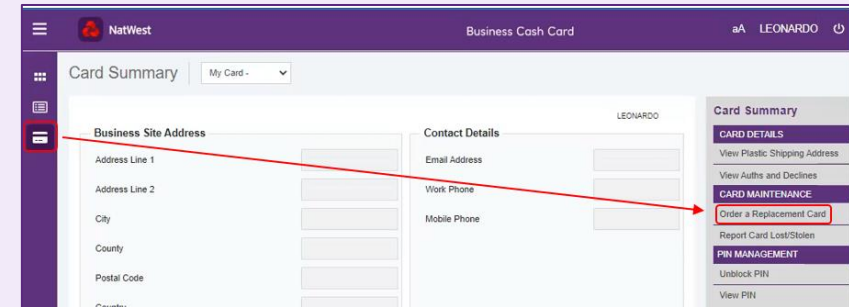 NatWest
Business Cash Card
aA LEONARDO
Card Summary My Card -
LEONARDO
Business Site Address
Address Line 1
Address Line 2
City
County
Postal Code
Country
Contact Details
Email Address
Work Phone
Mobile Phone
Card Summary
CARD DETAILS
View Plastic Shipping Address
View Auths and Declines
CARD MAINTENANCE
Order a Replacement Card
Report Card Lost/Stolen
PIN MANAGEMENT
Unblock PIN
View PIN